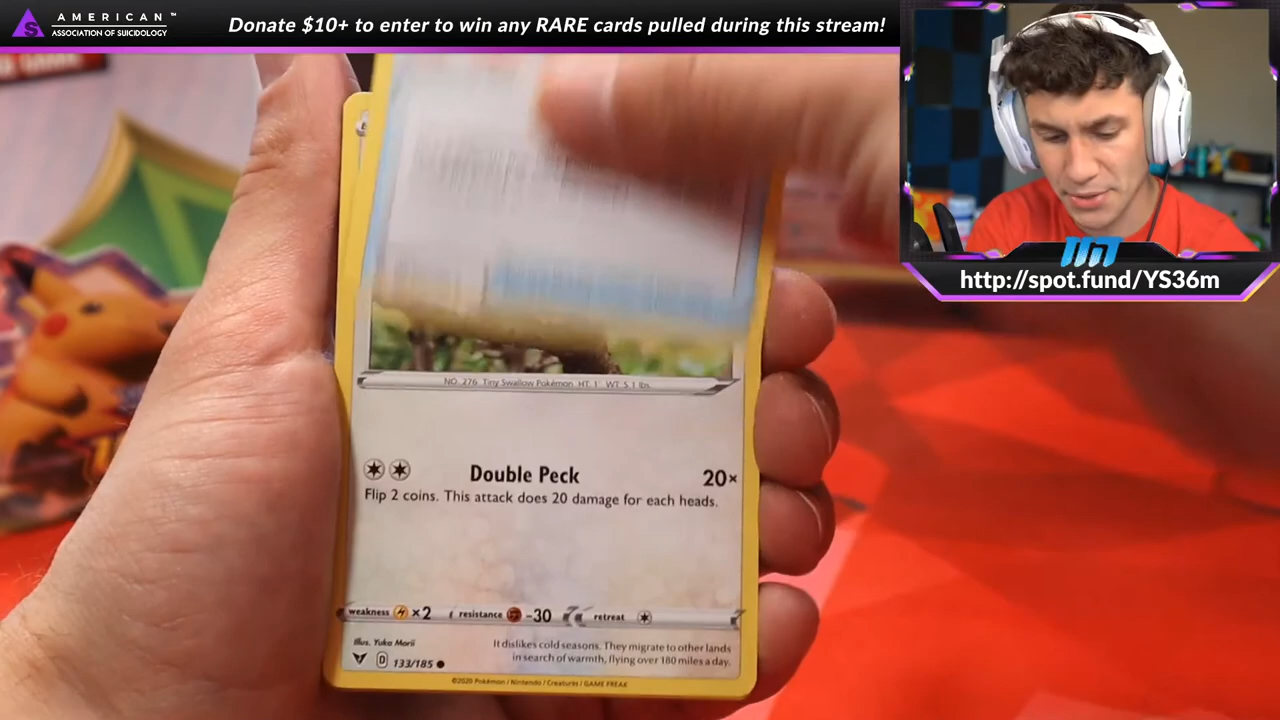 AMERICAN™
ASSOCIATION OF SUICIDOLOGY
Donate $10+ to enter to win any RARE cards pulled during this stream!
http://spot.fund/YS36m
NO. 276 Tiny Swallow Pokémon HT. 1' WT. 5.1 lbs.
Double Peck 20×
Flip 2 coins. This attack does 20 damage for each heads.
weakness ×2 resistance -30 retreat
Illus. Yuka Morii
It dislikes cold seasons. They migrate to other lands
in search of warmth, flying over 180 miles a day.
D 133/185
©2020 Pokémon / Nintendo / Creatures / GAME FREAK